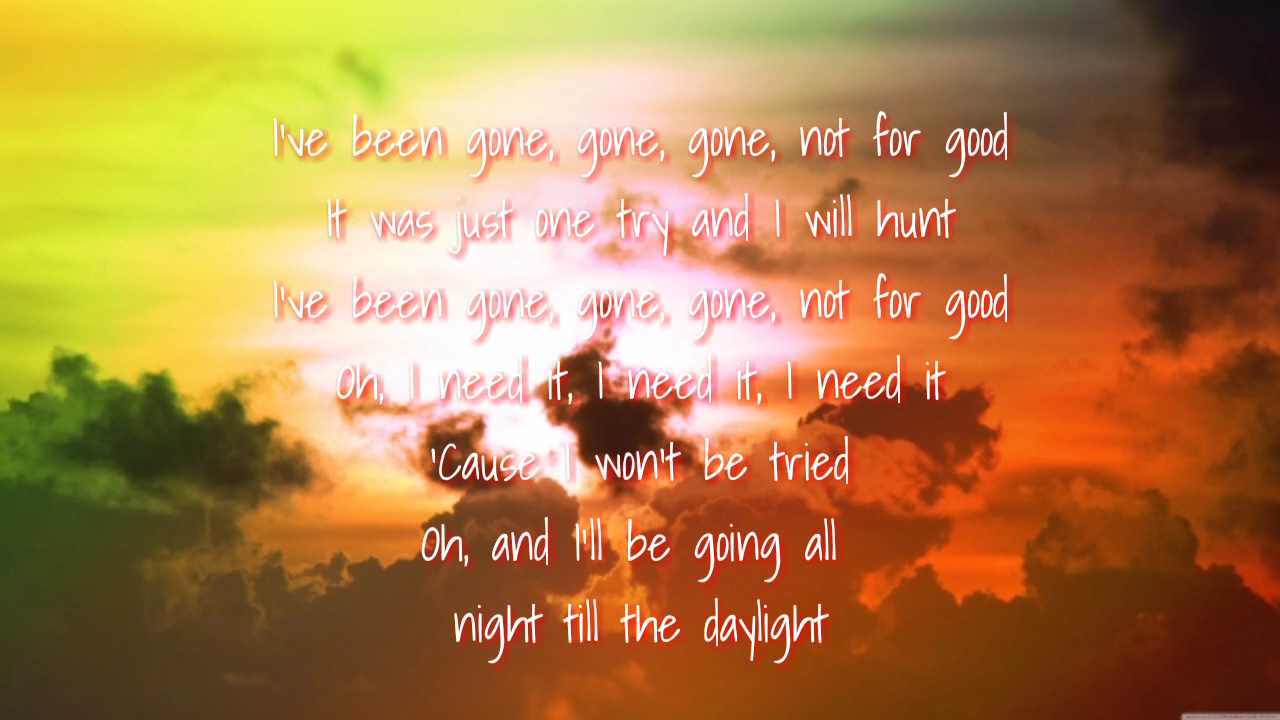 I've been gone, gone, gone, not for good
It was just one try and I will hunt
I've been gone, gone, gone, not for good
Oh, I need it, I need it, I need it
'Cause I won't be tried
Oh, and I'll be going all
night till the daylight